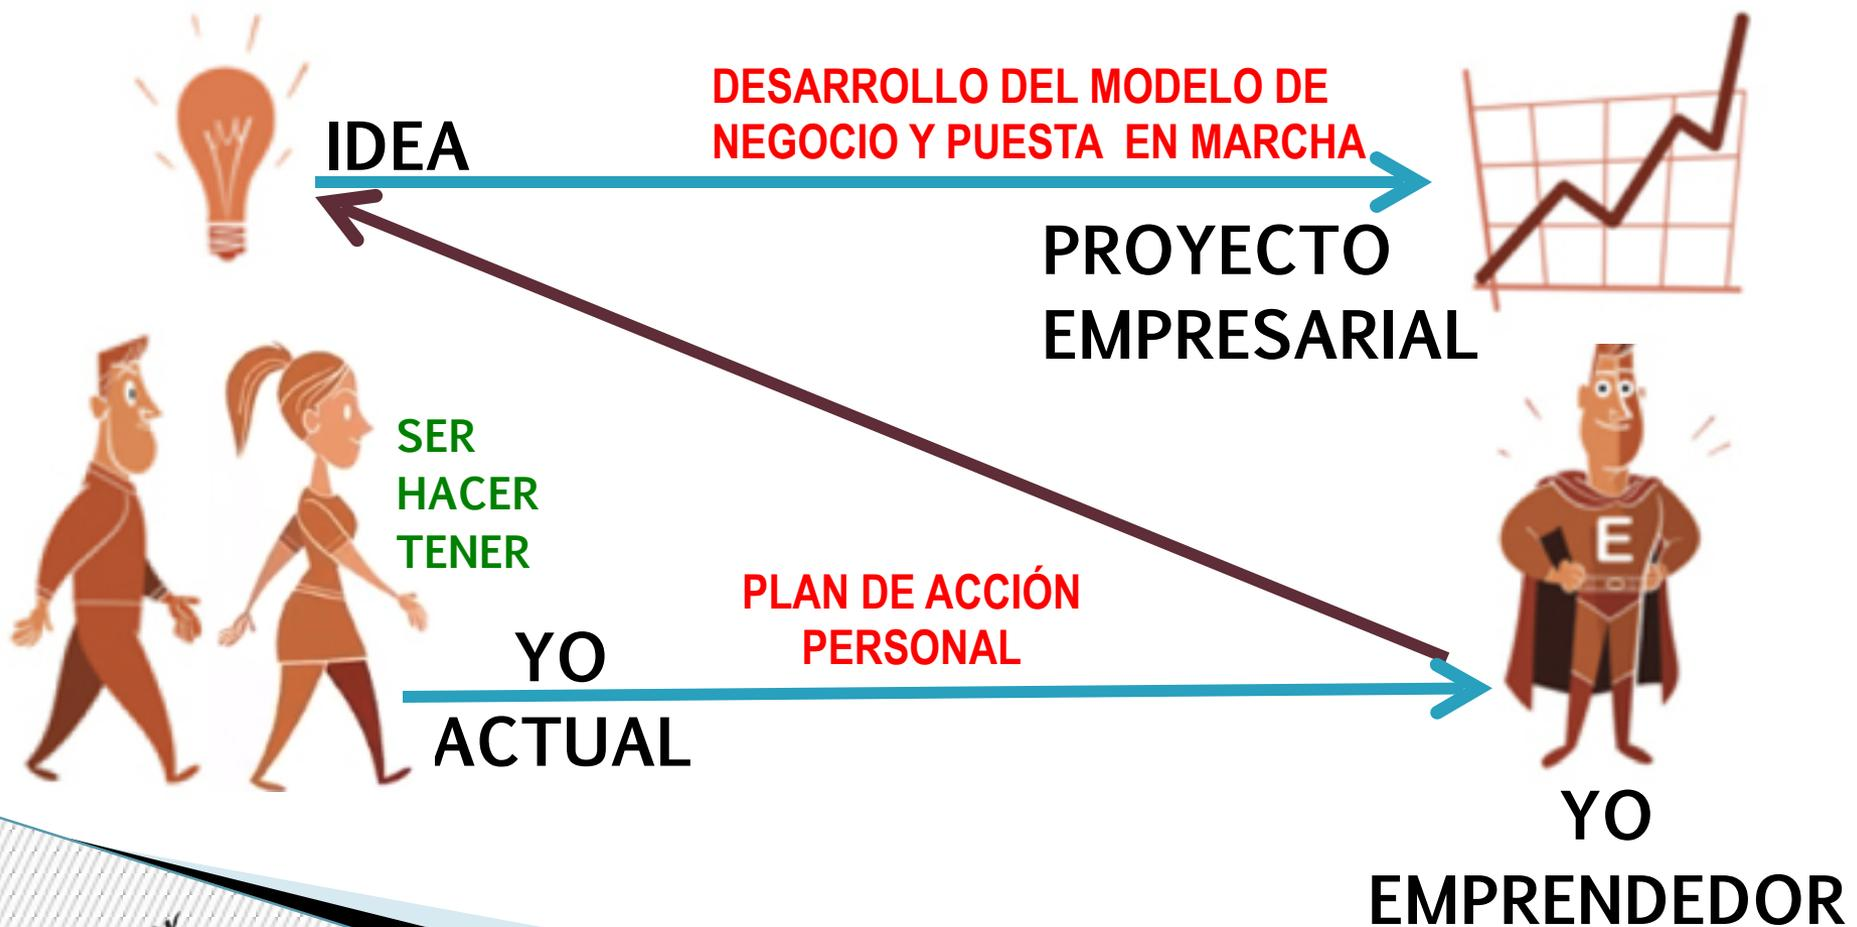 IDEA
DESARROLLO DEL MODELO DE
NEGOCIO Y PUESTA EN MARCHA
PROYECTO
EMPRESARIAL
SER
HACER
TENER
E
PLAN DE ACCIÓN
PERSONAL
YO
ACTUAL
YO
EMPRENDEDOR